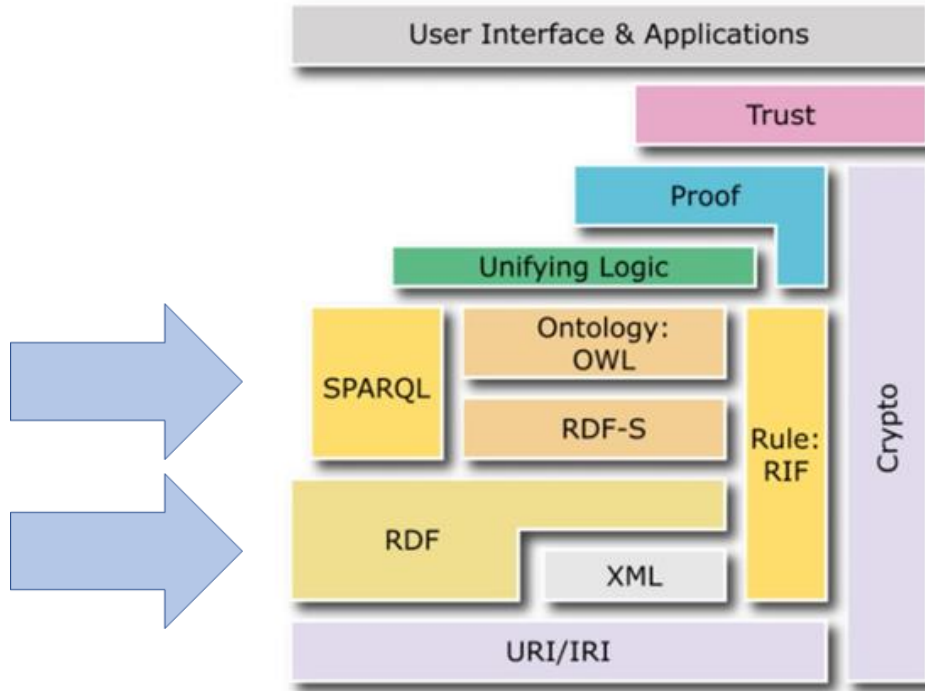 User Interface & Applications
Trust
Proof
Unifying Logic
Ontology:
OWL
SPARQL
RDF-S
Rule:
RIF
Crypto
RDF
XML
URI/IRI